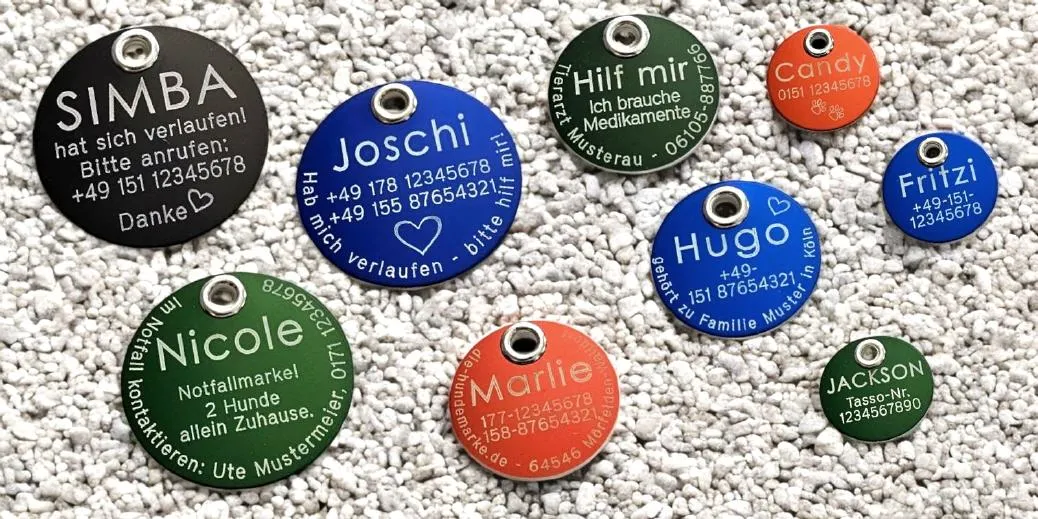 SIMBA
hat sich verlaufen!
Bitte anrufen:
+49 151 12345678
Danke
Joschi
+49 178 12345678
+49 155 87654321
Hab mich verlaufen - bitte hilf mir!
Hilf mir
Ich brauche
Medikamente
Tierarzt Musterau - 06105-887766
Candy
0151 12345678
Fritzi
+49-151-
12345678
Hugo
+49-
151 87654321
gehört zu Familie Muster in Köln
Nicole
Notfallmarke!
2 Hunde
allein Zuhause.
Im Notfall kontaktieren: Ute Mustermeier, 0171 12345678
Marlie
177-12345678
158-87654321
die-hundemarke.de - 64546 Mörfelden-
JACKSON
Tasso-Nr.
1234567890